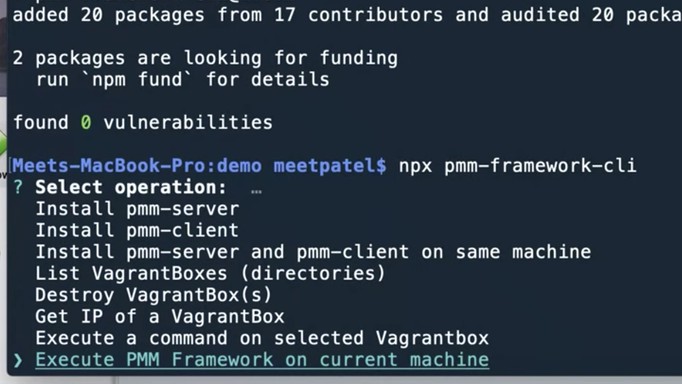 added 20 packages from 17 contributors and audited 20 packa
2 packages are looking for funding
run `npm fund` for details
found 0 vulnerabilities
Meets-MacBook-Pro:demo meetpatel$ npx pmm-framework-cli
? Select operation: …
Install pmm-server
Install pmm-client
Install pmm-server and pmm-client on same machine
List VagrantBoxes (directories)
Destroy VagrantBox(s)
Get IP of a VagrantBox
Execute a command on selected Vagrantbox
❯ Execute PMM Framework on current machine